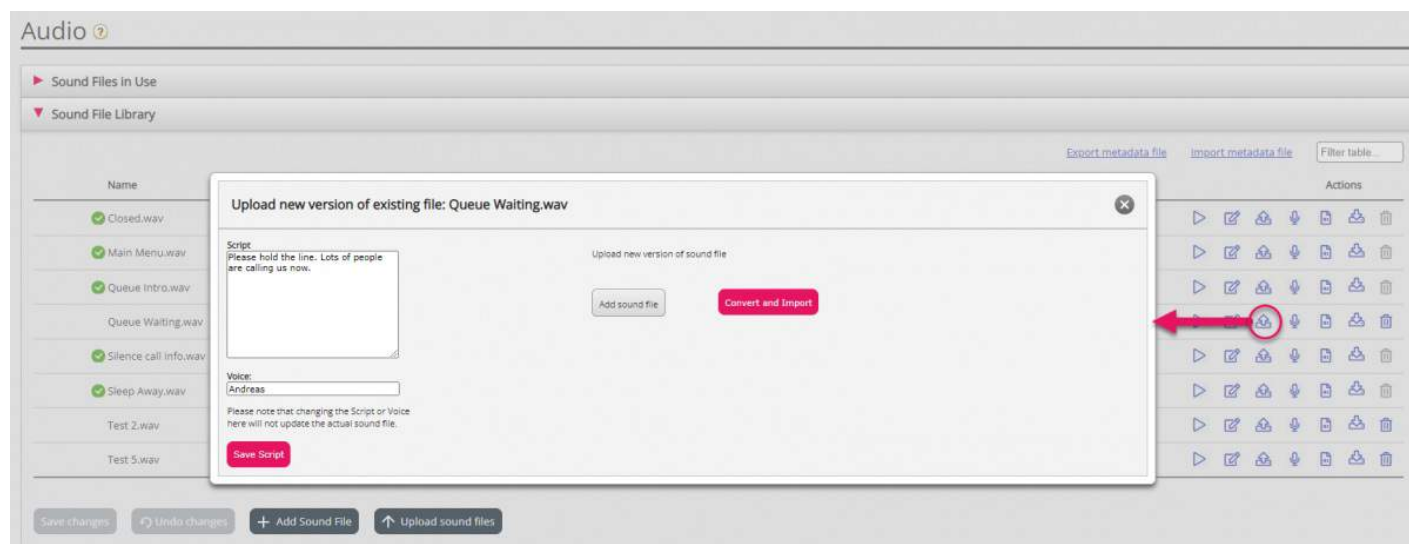 Audio ?
Sound Files in Use
Sound File Library
Export metadata file Import metadata file Filter table...
Name Actions
Upload new version of existing file: Queue Waiting.wav
Closed.wav
Main Menu.wav
Queue Intro.wav
Queue Waiting.wav
Silence call info.wav
Sleep Away.wav
Test 2.wav
Test 5.wav
Script
Please hold the line. Lots of people
are calling us now.
Voice:
Andreas
Please note that changing the Script or Voice
here will not update the actual sound file.
Save Script
Upload new version of sound file
Add sound file Convert and Import
Save changes Undo changes + Add Sound File Upload sound files